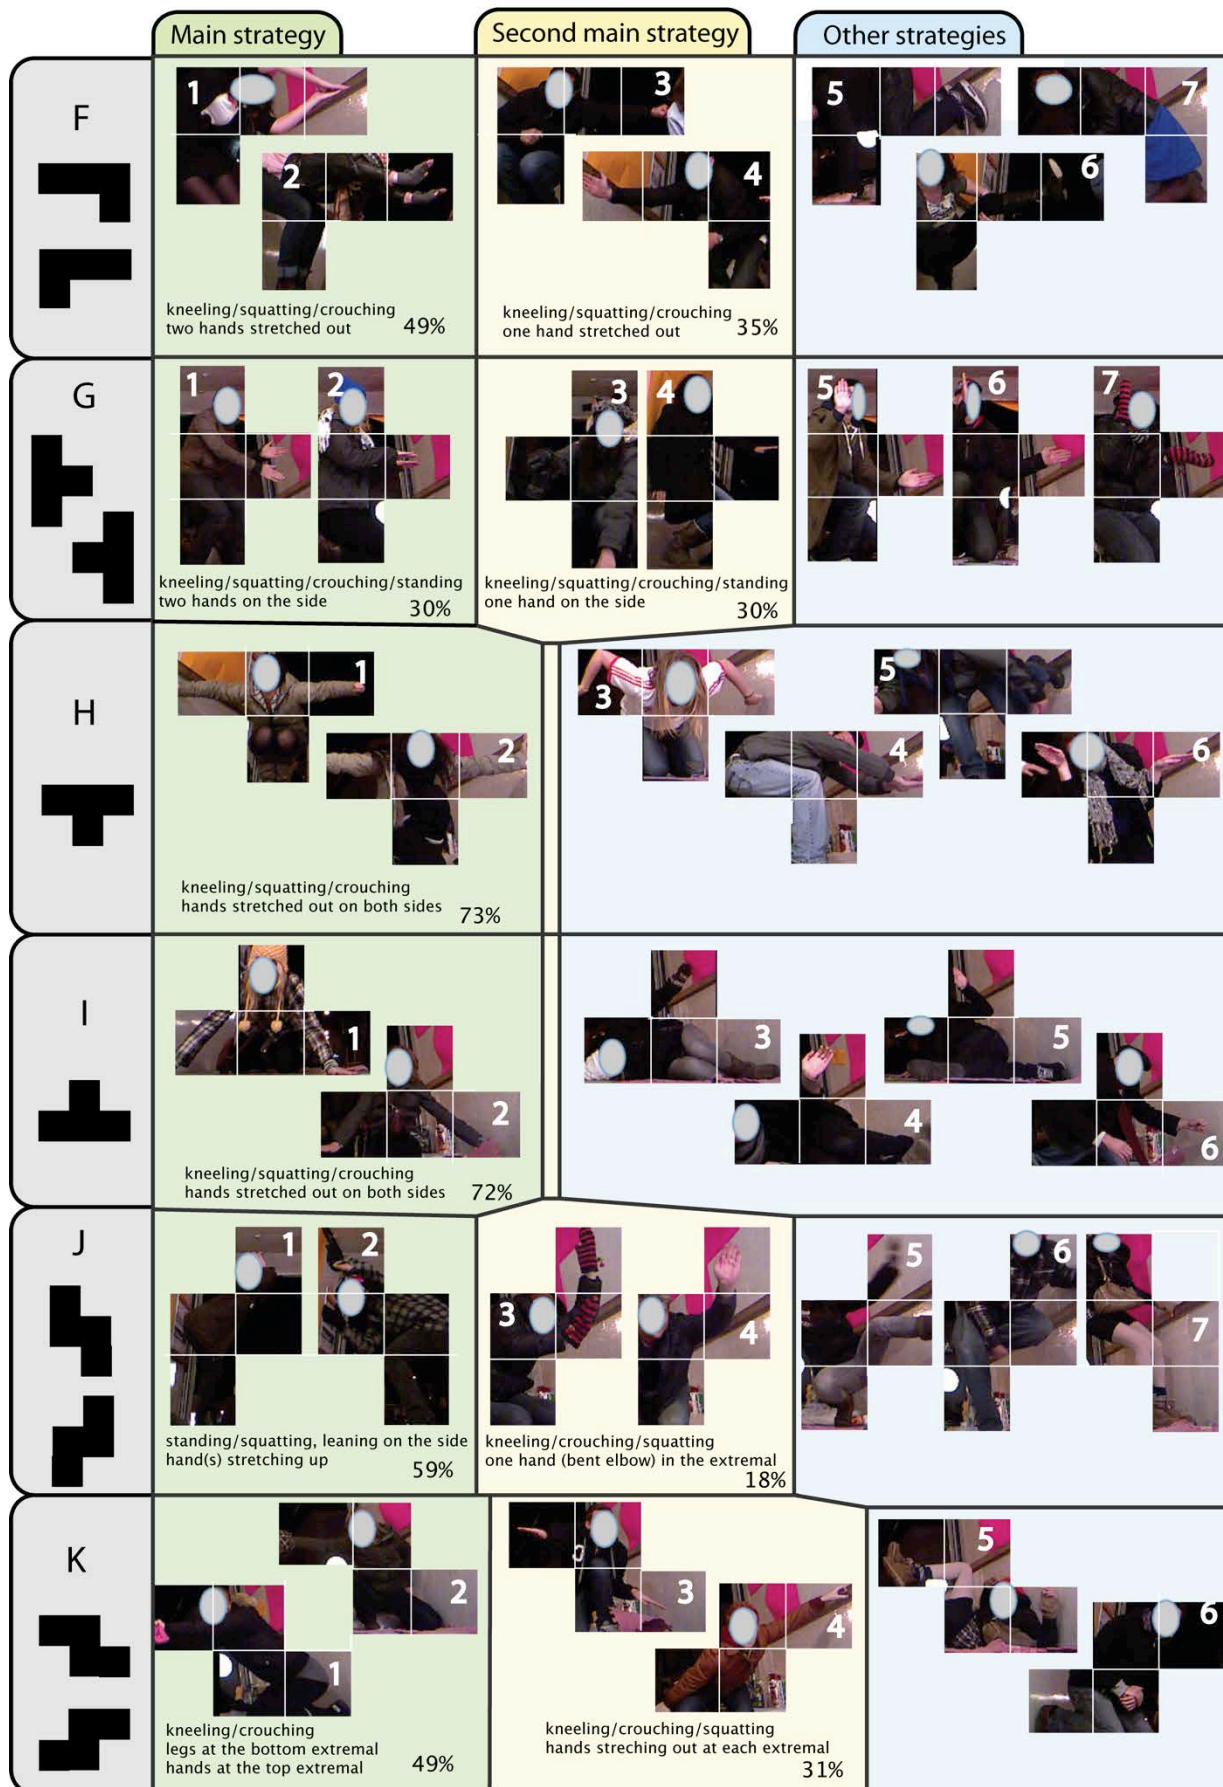 Main strategy
Second main strategy
Other strategies
F
1
2
kneeling/squatting/crouching
two hands stretched out
49%
3
4
kneeling/squatting/crouching
one hand stretched out
35%
5
6
7
G
1
2
kneeling/squatting/crouching/standing
two hands on the side
30%
3
4
kneeling/squatting/crouching/standing
one hand on the side
30%
5
6
7
H
1
2
kneeling/squatting/crouching
hands stretched out on both sides
73%
3
4
5
6
I
1
2
kneeling/squatting/crouching
hands stretched out on both sides
72%
3
4
5
6
J
1
2
standing/squatting, leaning on the side
hand(s) stretching up
59%
3
4
kneeling/crouching/squatting
one hand (bent elbow) in the extremal
18%
5
6
7
K
1
2
kneeling/crouching
legs at the bottom extremal
hands at the top extremal
49%
3
4
kneeling/crouching/squatting
hands streching out at each extremal
31%
5
6